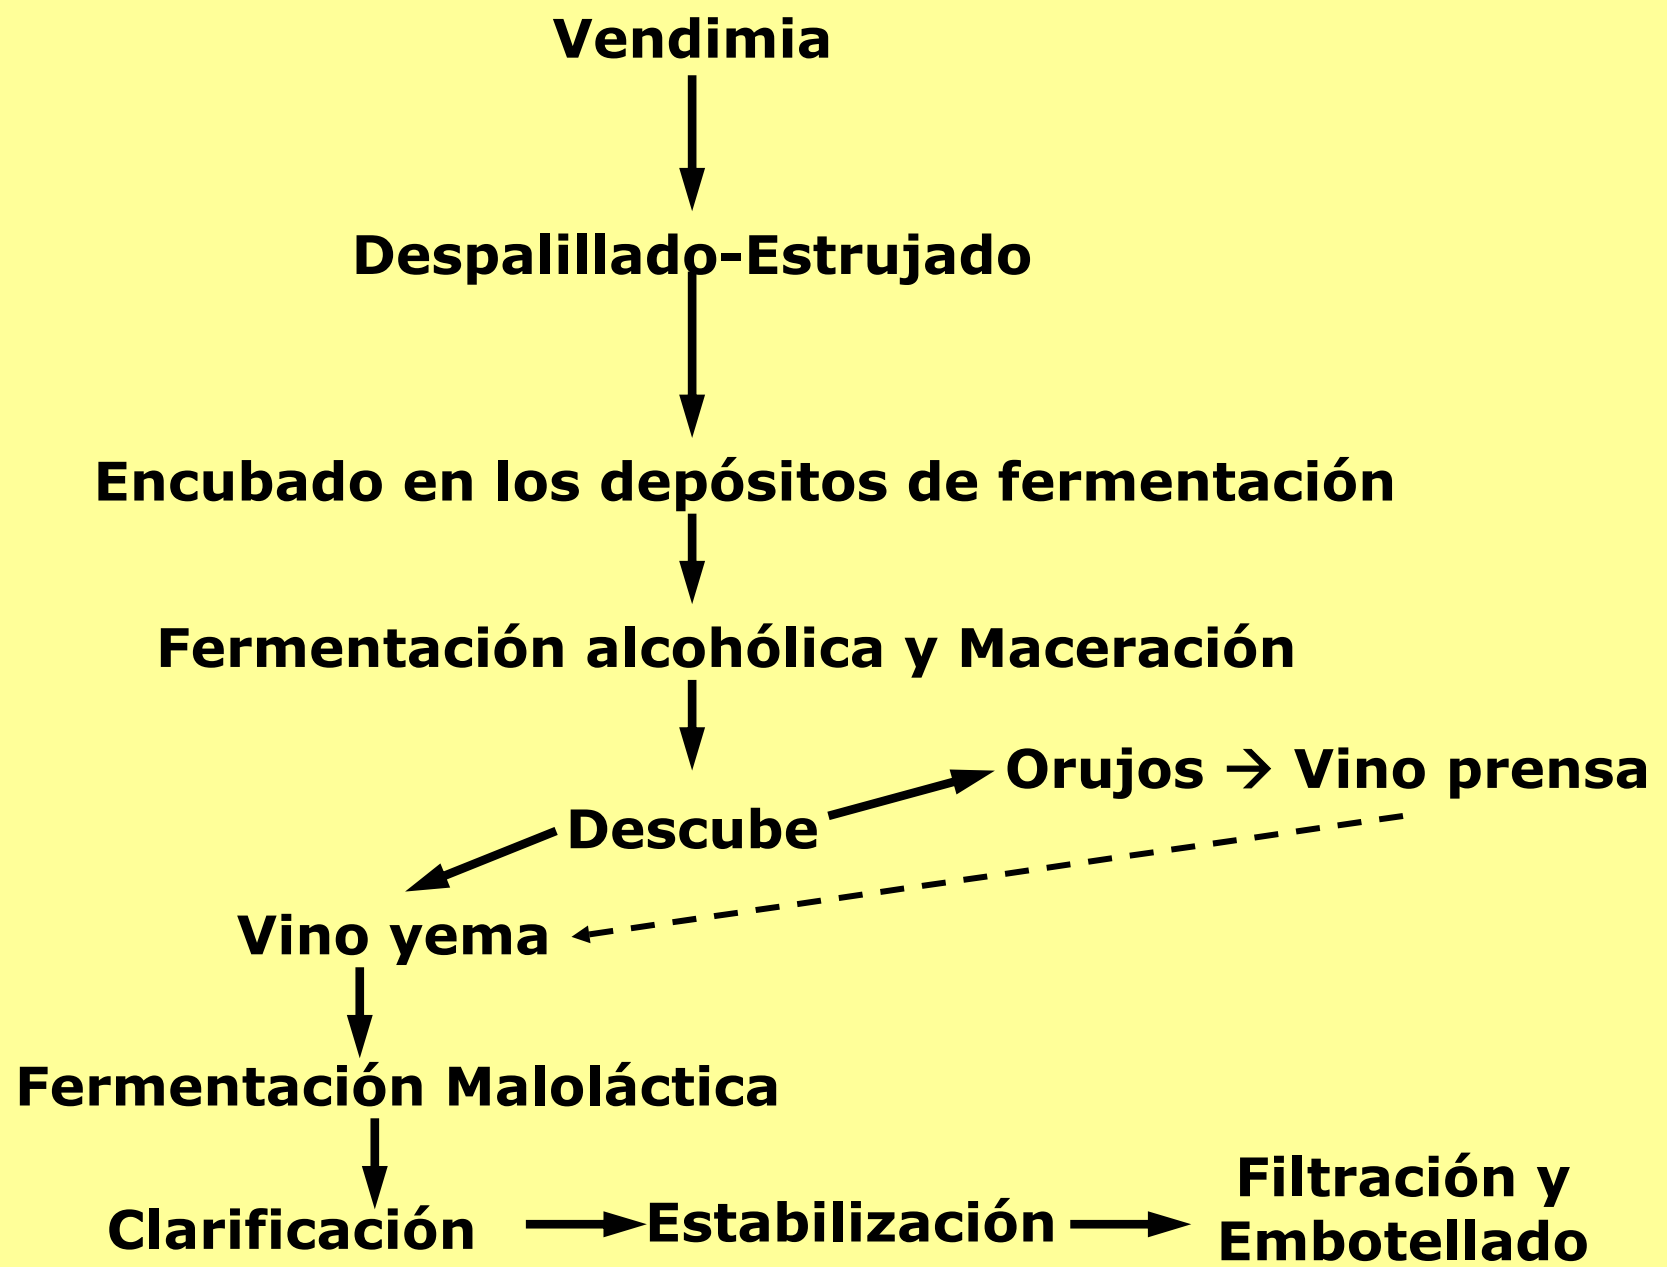 Vendimia
Despalillado-Estrujado
Encubado en los depósitos de fermentación
Fermentación alcohólica y Maceración
Orujos → Vino prensa
Descube
Vino yema
Fermentación Maloláctica
Clarificación
Estabilización
Filtración y
Embotellado